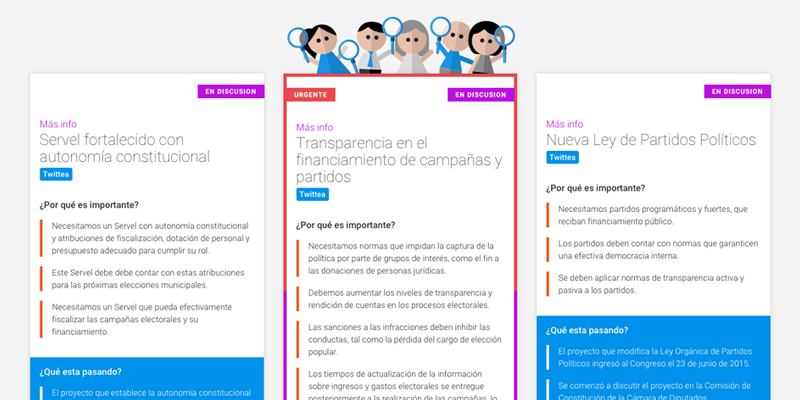 EN DISCUSION
Más info
Servel fortalecido con
autonomía constitucional
Twittea
¿Por qué es importante?
Necesitamos un Servel con autonomía constitucional
y atribuciones de fiscalización, dotación de personal y
presupuesto adecuado para cumplir su rol.
Este Servel debe debe contar con estas atribuciones
para las próximas elecciones municipales.
Necesitamos un Servel que pueda efectivamente
fiscalizar las campañas electorales y su
financiamiento.
¿Qué esta pasando?
El proyecto que establece la autonomía constitucional
URGENTE
EN DISCUSION
Más info
Transparencia en el
financiamiento de campañas y
partidos
Twittea
¿Por qué es importante?
Necesitamos normas que impidan la captura de la
política por parte de grupos de interés, como el fin a
las donaciones de personas jurídicas.
Debemos aumentar los niveles de transparencia y
rendición de cuentas en los procesos electorales.
Las sanciones a las infracciones deben inhibir las
conductas, tal como la pérdida del cargo de elección
popular.
Los tiempos de actualización de la información
sobre ingresos y gastos electorales se entregue
posteriormente a la realización de las campañas, lo
EN DISCUSION
Más info
Nueva Ley de Partidos Políticos
Twittea
¿Por qué es importante?
Necesitamos partidos programáticos y fuertes, que
reciban financiamiento público.
Los partidos deben contar con normas que garanticen
una efectiva democracia interna.
Se deben aplicar normas de transparencia activa y
pasiva a los partidos.
¿Qué esta pasando?
El proyecto que modifica la Ley Orgánica de Partidos
Políticos ingresó al Congreso el 23 de junio de 2015.
Se comenzó a discutir el proyecto en la Comisión de
Constitución de la Cámara de Diputados